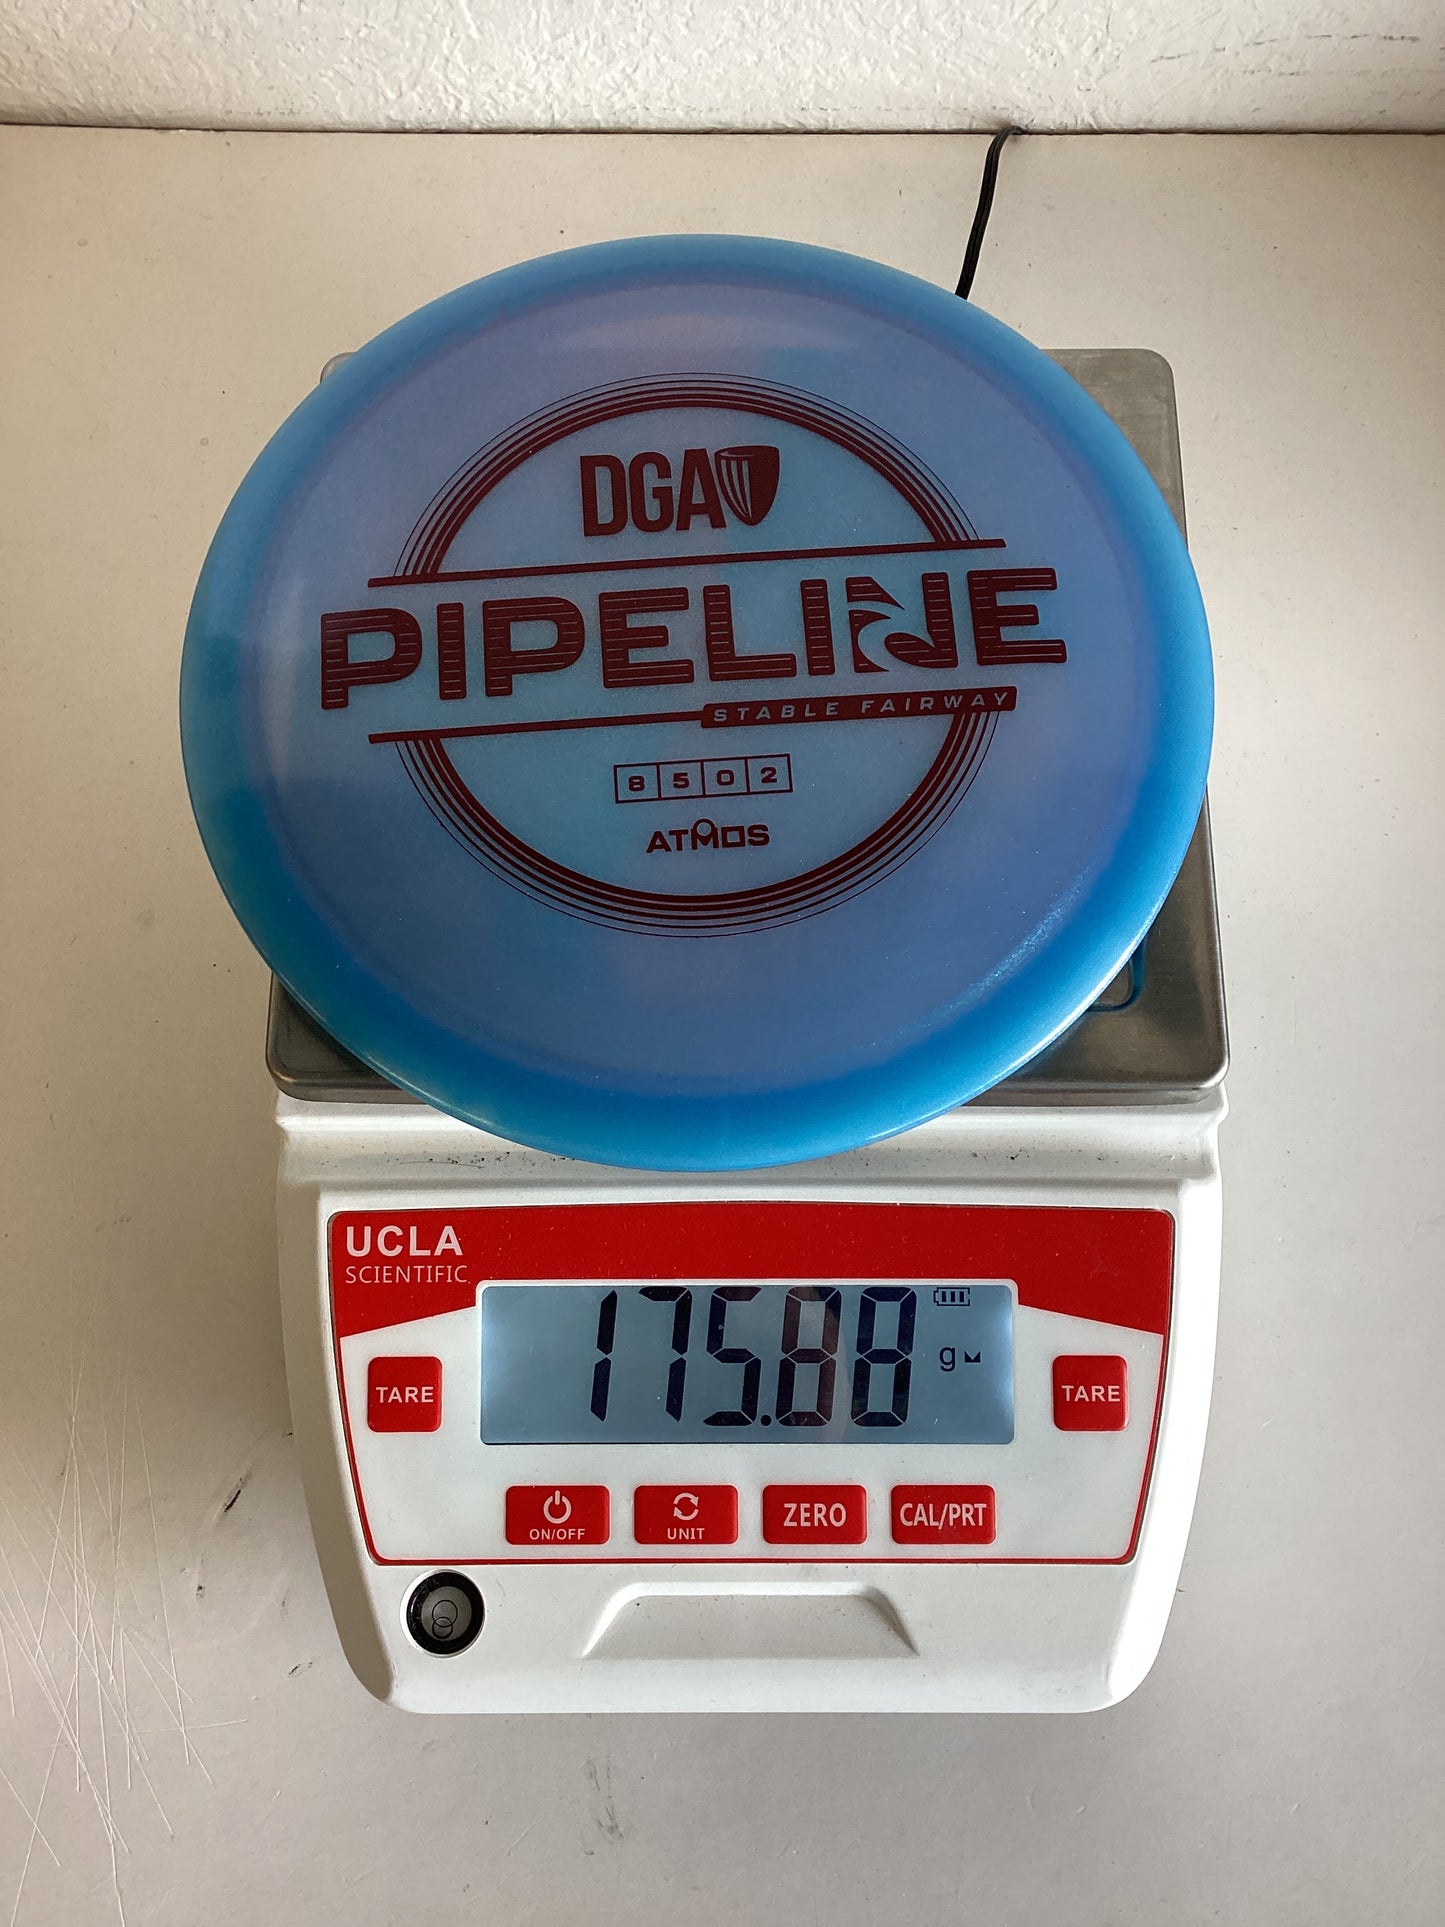 DGA
PIPELINE
STABLE FAIRWAY
8 5 0 2
ATMOS
UCLA
SCIENTIFIC
175.88
g
TARE
TARE
ON/OFF
UNIT
ZERO
CAL/PRT